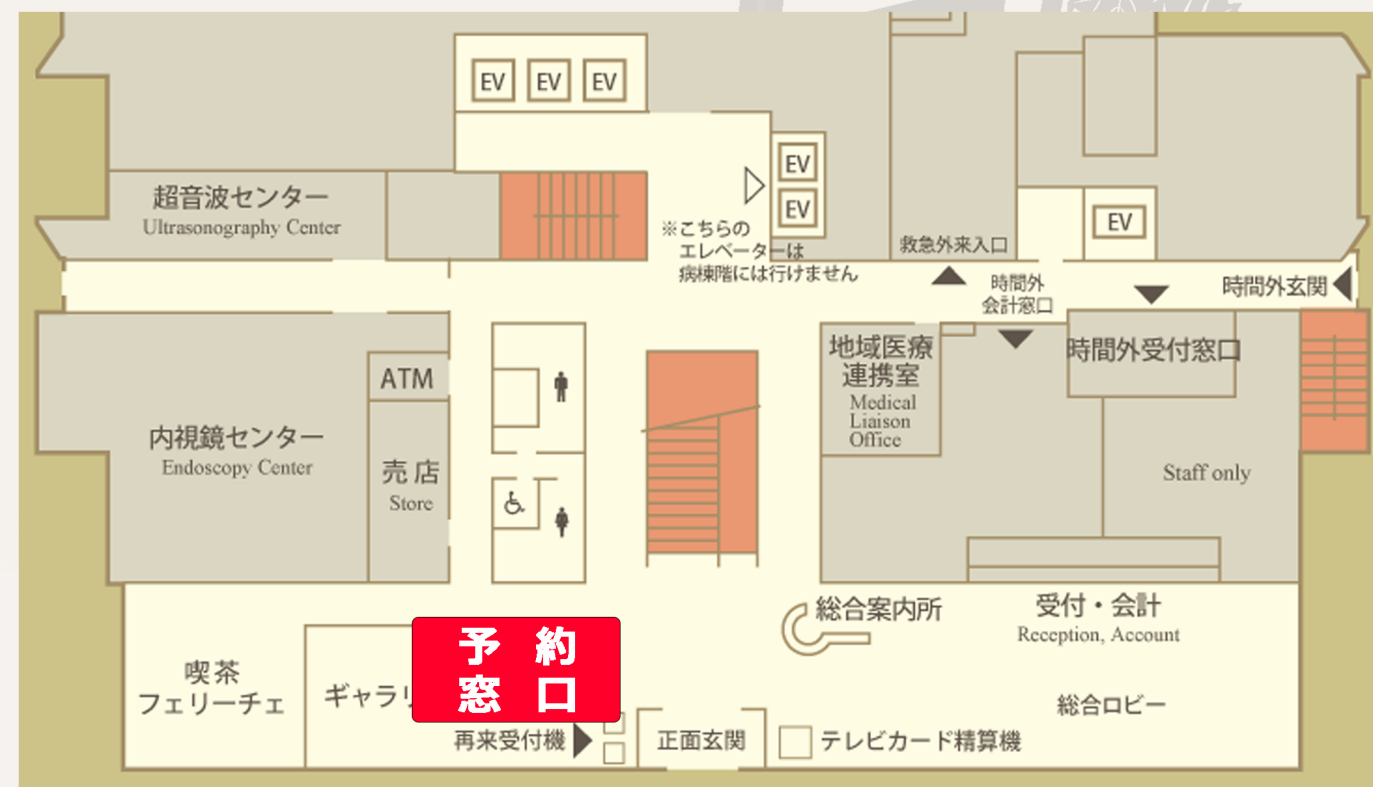 EV
EV
EV
EV
EV
超音波センター
Ultrasonography Center
EV
※こちらの
エレベーターは
病棟階には行けません
救急外来入口
時間外
会計窓口
時間外玄関
地域医療
連携室
Medical
Liaison
Office
時間外受付窓口
ATM
内視鏡センター
Endoscopy Center
売店
Store
Staff only
総合案内所
受付・会計
Reception, Account
予約
窓口
喫茶
フェリーチェ
ギャラリ
総合ロビー
再来受付機
正面玄関
テレビカード精算機